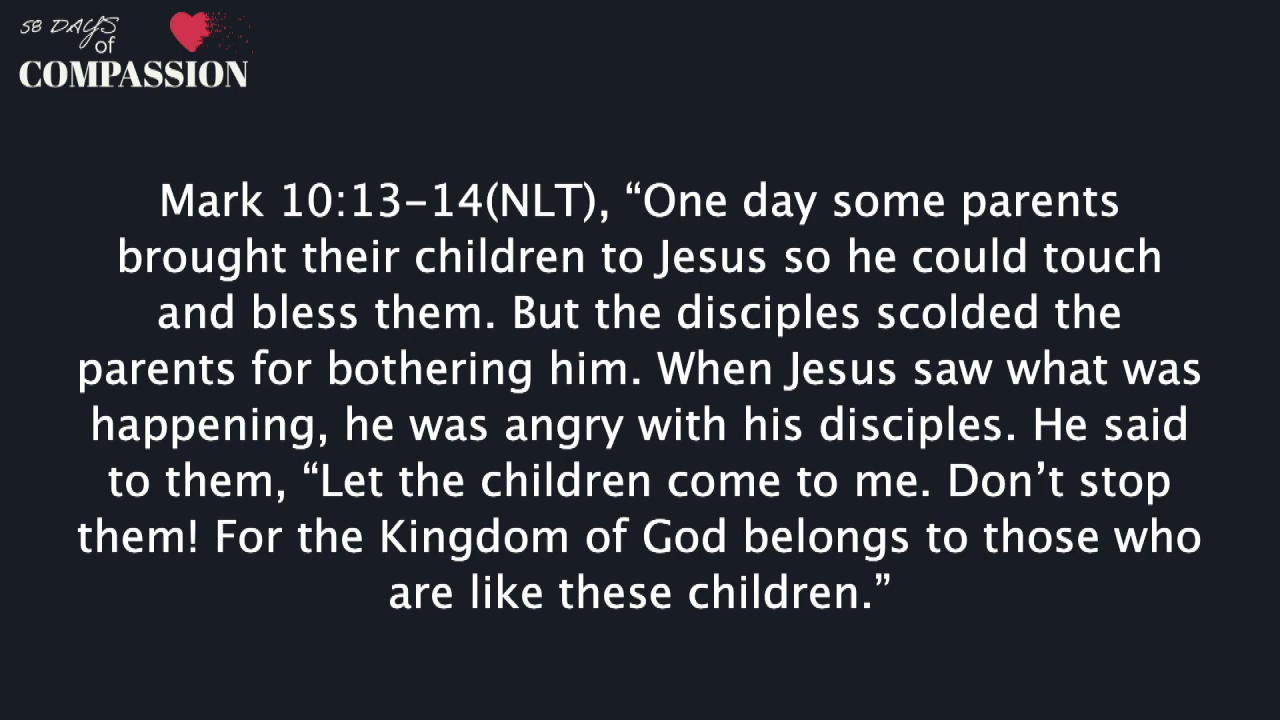 58 DAYS
of
COMPASSION
Mark 10:13-14(NLT), “One day some parents
brought their children to Jesus so he could touch
and bless them. But the disciples scolded the
parents for bothering him. When Jesus saw what was
happening, he was angry with his disciples. He said
to them, “Let the children come to me. Don’t stop
them! For the Kingdom of God belongs to those who
are like these children.”